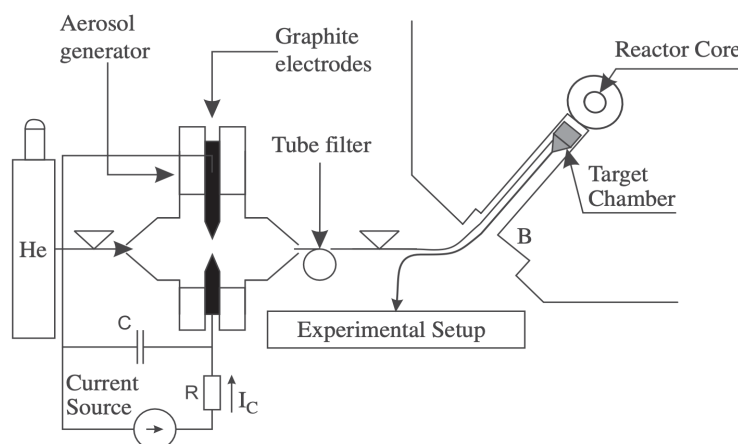 Aerosol
generator
Graphite
electrodes
Reactor Core
Tube filter
Target
Chamber
He
B
Experimental Setup
C
Current
Source
R
I_C